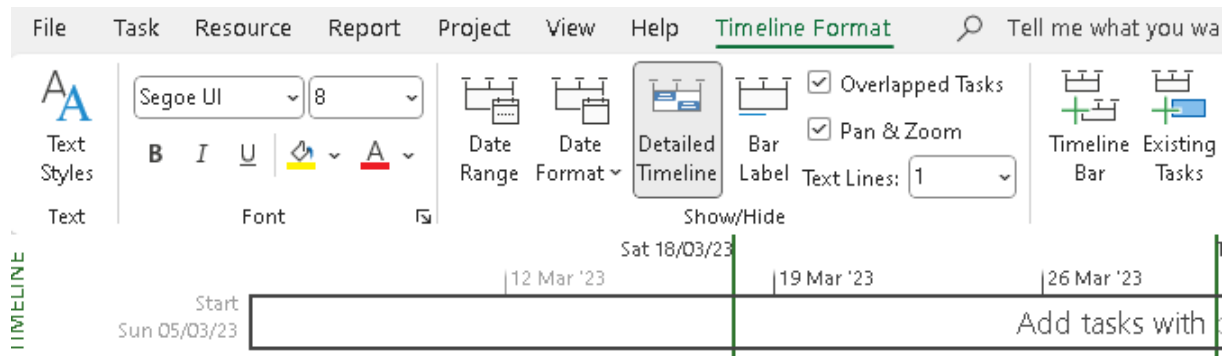 File Task Resource Report Project View Help Timeline Format Tell me what you wa
Text Styles
Segoe UI 8
B I U A
Date Range
Date Format
Detailed Timeline
Bar Label
Overlapped Tasks
Pan & Zoom
Text Lines: 1
Timeline Bar
Existing Tasks
Text Font Show/Hide
TIMELINE
Sat 18/03/23
12 Mar '23 19 Mar '23 26 Mar '23
Start
Sun 05/03/23
Add tasks with